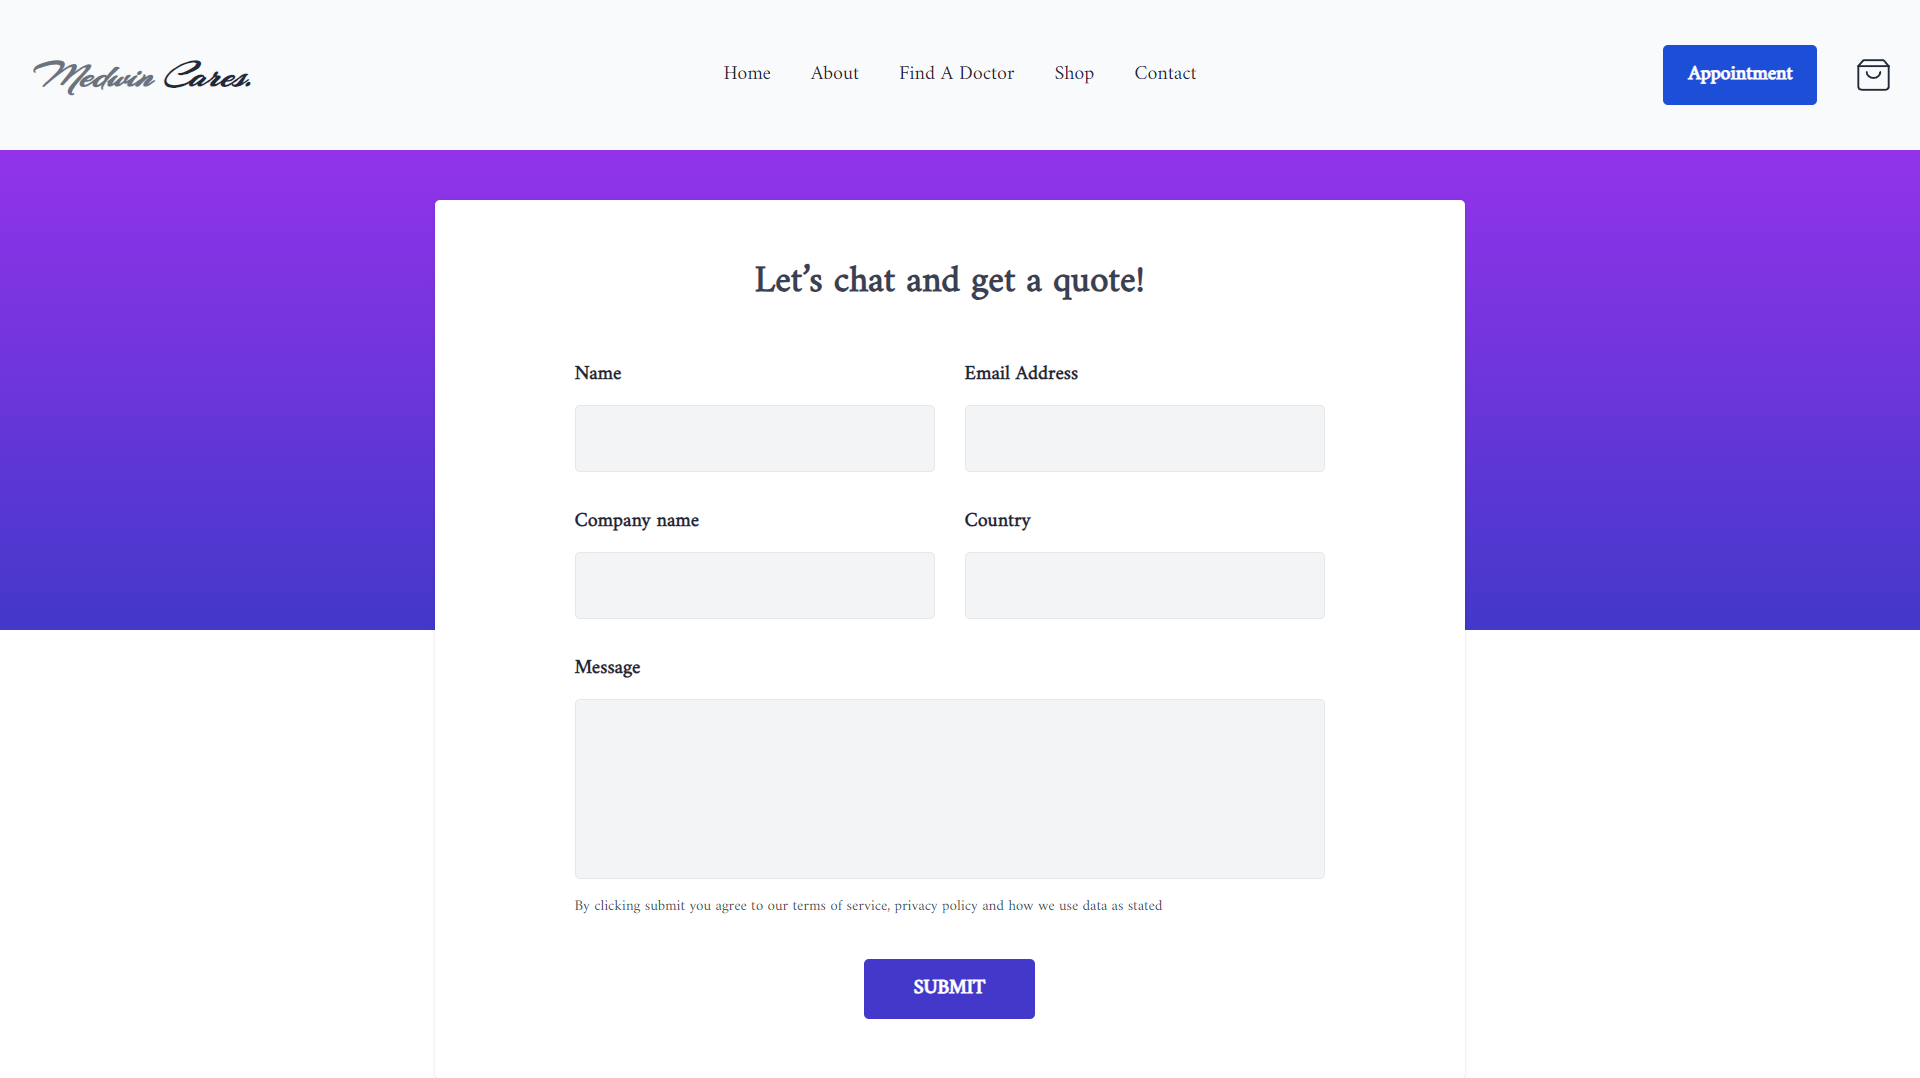 Medwin Cares.
Home About Find A Doctor Shop Contact
Appointment
Let’s chat and get a quote!
Name Email Address
Company name Country
Message
By clicking submit you agree to our terms of service, privacy policy and how we use data as stated
SUBMIT